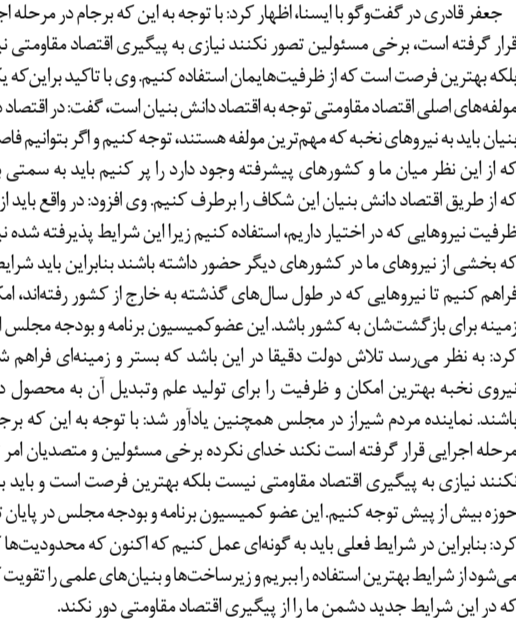 جعفر قادری در گفت‌وگو با ایسنا، اظهار کرد: با توجه به این که برجام در مرحله
قرار گرفته است، برخی مسئولین تصور نکنند نیازی به پیگیری اقتصاد مقاومتی
بلکه بهترین فرصت است که از ظرفیت‌هایمان استفاده کنیم. وی با تاکید براین‌که
مولفه‌های اصلی اقتصاد مقاومتی توجه به اقتصاد دانش بنیان است، گفت: در اقتصاد
بنیان باید به نیروهای نخبه که مهم‌ترین مولفه هستند، توجه کنیم و اگر بتوانیم
که از این نظر میان ما و کشورهای پیشرفته وجود دارد را پر کنیم باید به سمتی
که از طریق اقتصاد دانش بنیان این شکاف را برطرف کنیم. وی افزود: در واقع باید از
ظرفیت نیروهایی که در اختیار داریم، استفاده کنیم زیرا این شرایط پذیرفته شده
که بخشی از نیروهای ما در کشورهای دیگر حضور داشته باشند بنابراین باید شرایط
فراهم کنیم تا نیروهایی که در طول سال‌های گذشته به خارج از کشور رفته‌اند،
زمینه برای بازگشت‌شان به کشور باشد. این عضوکمیسیون برنامه و بودجه مجلس
کرد: به نظر می‌رسد تلاش دولت دقیقا در این باشد که بستر و زمینه‌ای فراهم
نیروی نخبه بهترین امکان و ظرفیت را برای تولید علم وتبدیل آن به محصول
باشند. نماینده مردم شیراز در مجلس همچنین یادآور شد: با توجه به این که
مرحله اجرایی قرار گرفته است نکند خدای نکرده برخی مسئولین و متصدیان امر
نکنند نیازی به پیگیری اقتصاد مقاومتی نیست بلکه بهترین فرصت است و باید
حوزه بیش از پیش توجه کنیم. این عضو کمیسیون برنامه و بودجه مجلس در پایان
کرد: بنابراین در شرایط فعلی باید به گونه‌ای عمل کنیم که اکنون که محدودیت‌ها
می‌شود از شرایط بهترین استفاده را ببریم و زیرساخت‌ها و بنیان‌های علمی را تقویت
که در این شرایط جدید دشمن ما را از پیگیری اقتصاد مقاومتی دور نکند.